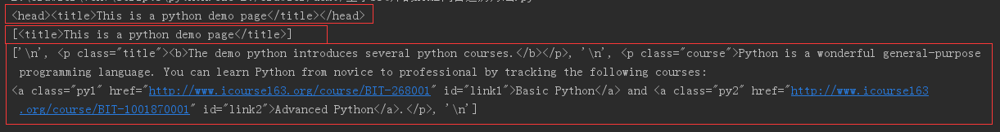 <head><title>This is a python demo page</title></head>
[<title>This is a python demo page</title>]
['\n', <p class="title"><b>The demo python introduces several python courses.</b></p>, '\n', <p class="course">Python is a wonderful general-purpose
programming language. You can learn Python from novice to professional by tracking the following courses:
<a class="py1" href="http://www.icourse163.org/course/BIT-268001" id="link1">Basic Python</a> and <a class="py2" href="http://www.icourse163
.org/course/BIT-1001870001" id="link2">Advanced Python</a>.</p>, '\n']